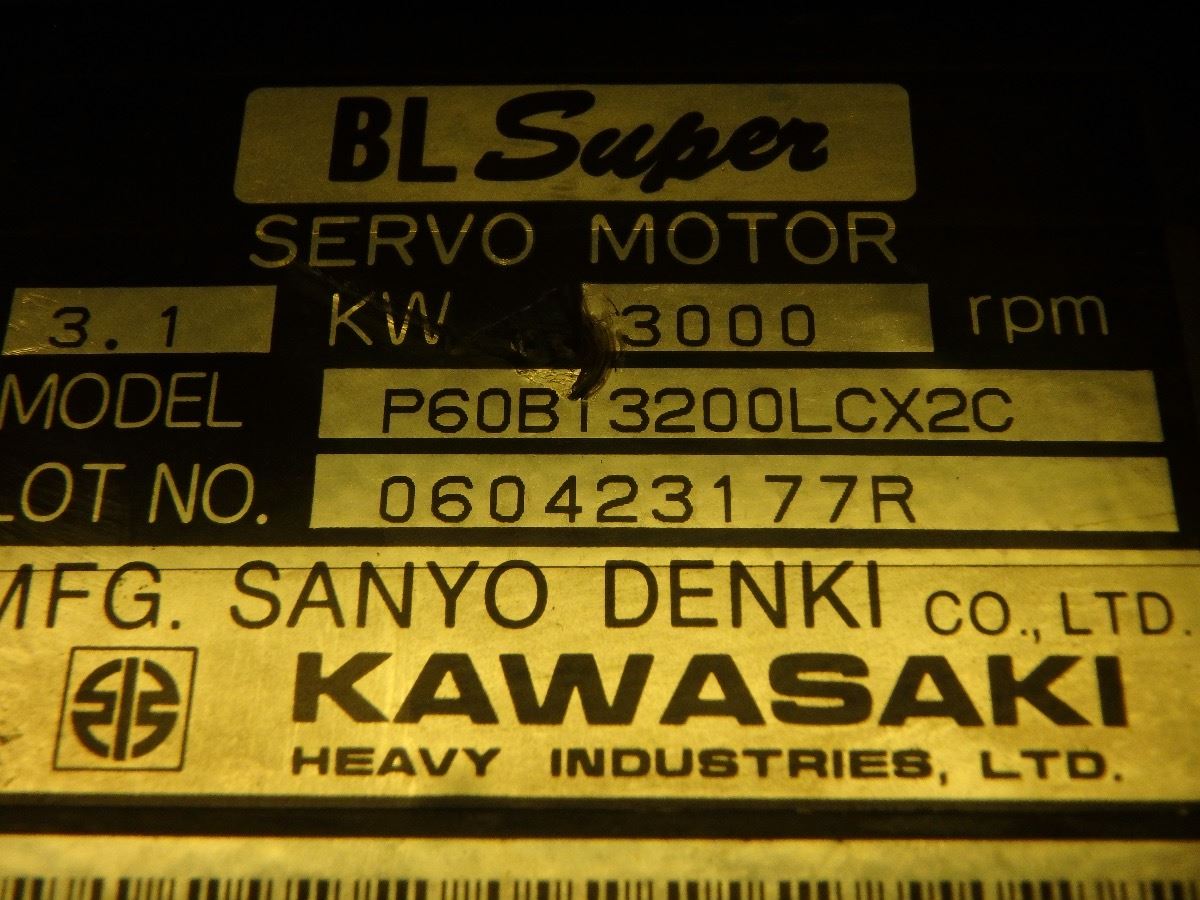 BL Super
SERVO MOTOR
3.1 KW 3000 rpm
MODEL P60B13200LCX2C
LOT NO. 060423177R
MFG. SANYO DENKI CO., LTD.
KAWASAKI
HEAVY INDUSTRIES, LTD.